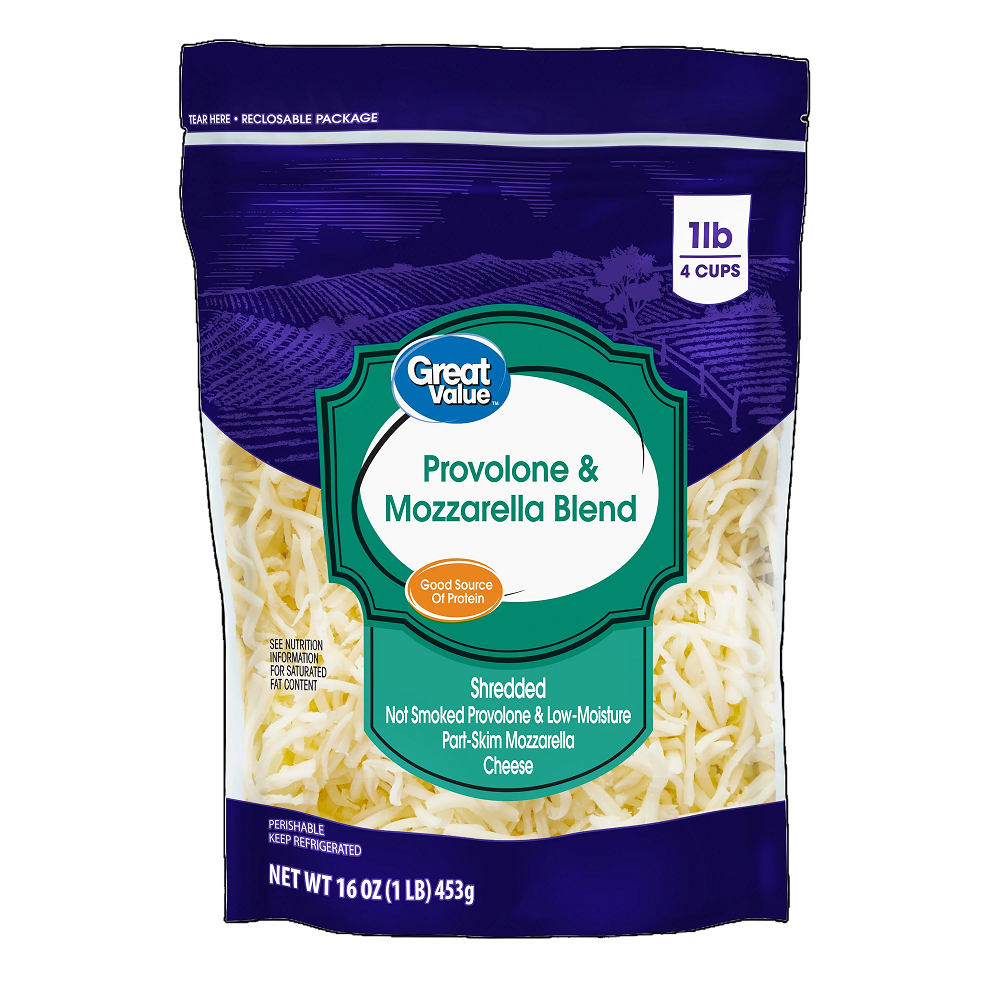 TEAR HERE • RECLOSABLE PACKAGE
1lb
4 CUPS
Great
Value™
Provolone &
Mozzarella Blend
Good Source
Of Protein
SEE NUTRITION
INFORMATION
FOR SATURATED
FAT CONTENT
Shredded
Not Smoked Provolone & Low-Moisture
Part-Skim Mozzarella
Cheese
PERISHABLE
KEEP REFRIGERATED
NET WT 16 OZ (1 LB) 453g